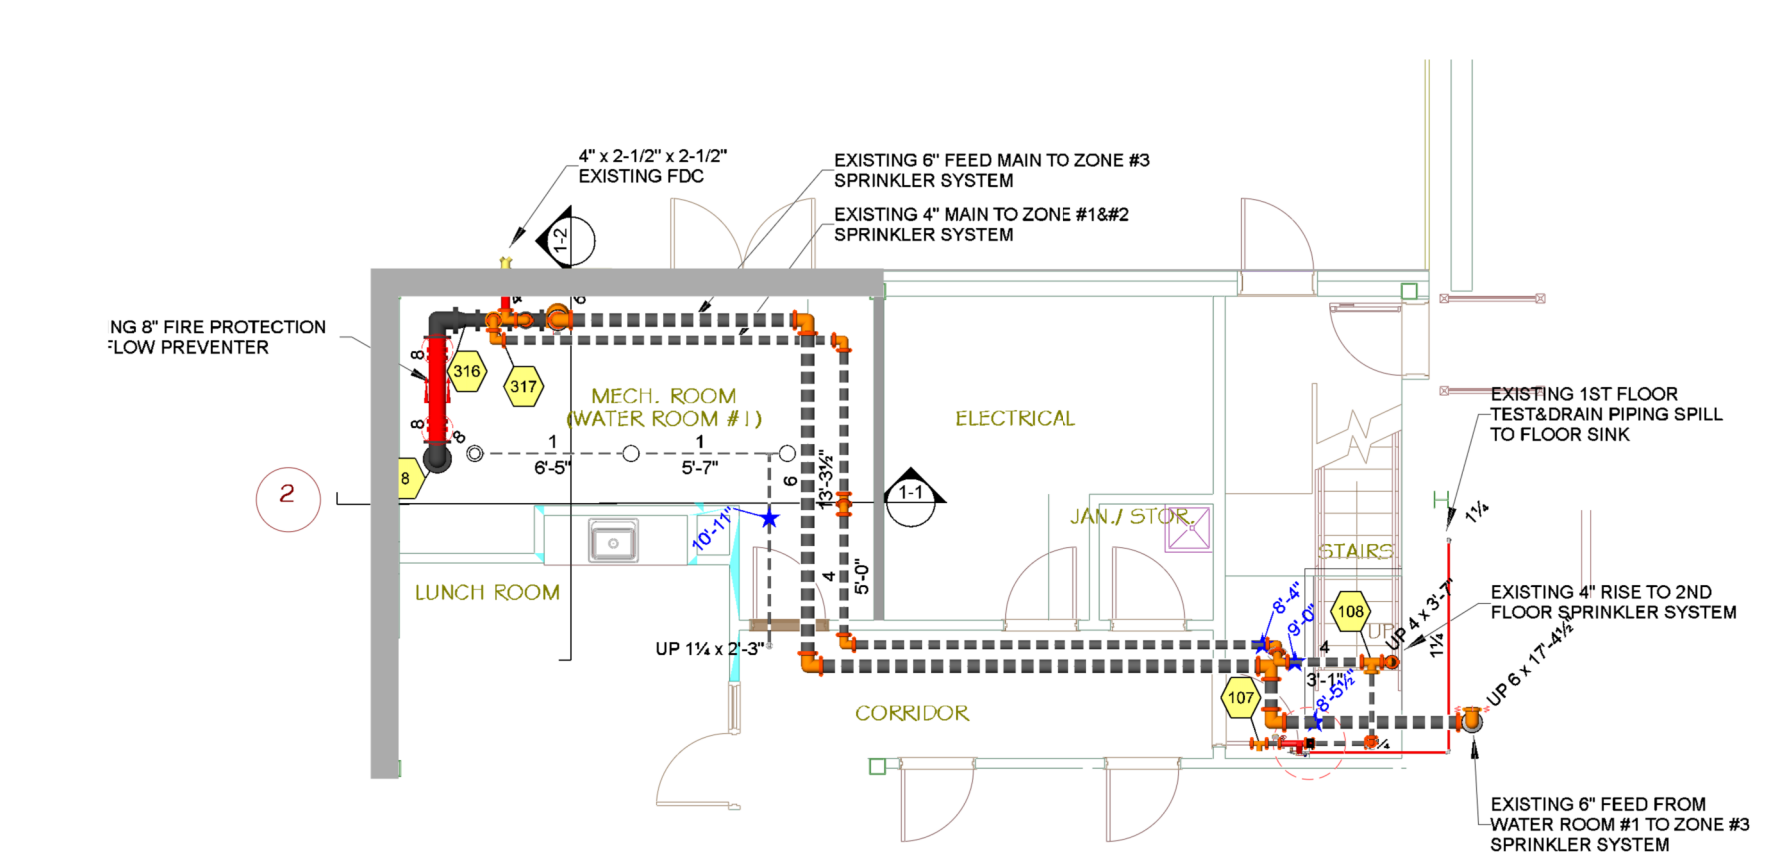 4" x 2-1/2" x 2-1/2"
EXISTING FDC
EXISTING 6" FEED MAIN TO ZONE #3
SPRINKLER SYSTEM
EXISTING 4" MAIN TO ZONE #1&#2
SPRINKLER SYSTEM
1-2
4
6
ING 8" FIRE PROTECTION
FLOW PREVENTER
8
316
317
8
8
8
MECH. ROOM
(WATER ROOM #1)
ELECTRICAL
1
6'-5"
1
5'-7"
6
13'-3½"
2
1-1
10'-11"
JAN./ STOR.
STAIRS
H
1¼
EXISTING 1ST FLOOR
TEST&DRAIN PIPING SPILL
TO FLOOR SINK
LUNCH ROOM
4
5'-0"
UP 1¼ x 2'-3"
8'-4"
9'-0"
108
UP
UP 4 x 3'-7"
1¼
EXISTING 4" RISE TO 2ND
FLOOR SPRINKLER SYSTEM
4
3'-1"
8'-5½"
107
UP 6 x 17'-4½"
CORRIDOR
EXISTING 6" FEED FROM
WATER ROOM #1 TO ZONE #3
SPRINKLER SYSTEM